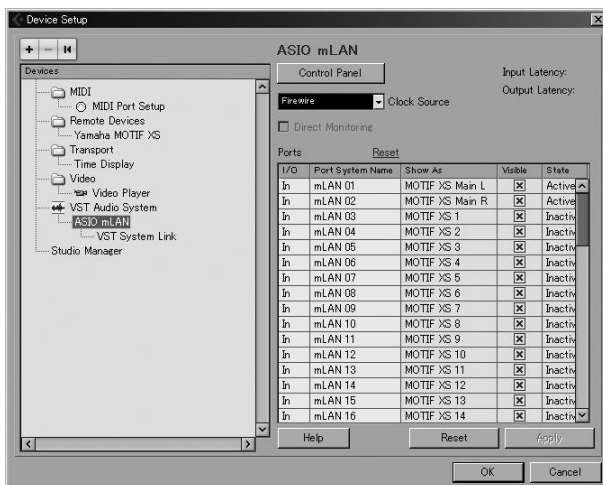 Device Setup
Devices
MIDI
MIDI Port Setup
Remote Devices
Yamaha MOTIF XS
Transport
Time Display
Video
Video Player
VST Audio System
ASIO mLAN
VST System Link
Studio Manager
ASIO mLAN
Control Panel
Input Latency:
Output Latency:
Firewire Clock Source
Direct Monitoring
Ports Reset
I/O Port System Name Show As Visible State
In mLAN 01 MOTIF XS Main L Active
In mLAN 02 MOTIF XS Main R Active
In mLAN 03 MOTIF XS 1 Inactiv
In mLAN 04 MOTIF XS 2 Inactiv
In mLAN 05 MOTIF XS 3 Inactiv
In mLAN 06 MOTIF XS 4 Inactiv
In mLAN 07 MOTIF XS 5 Inactiv
In mLAN 08 MOTIF XS 6 Inactiv
In mLAN 09 MOTIF XS 7 Inactiv
In mLAN 10 MOTIF XS 8 Inactiv
In mLAN 11 MOTIF XS 9 Inactiv
In mLAN 12 MOTIF XS 10 Inactiv
In mLAN 13 MOTIF XS 11 Inactiv
In mLAN 14 MOTIF XS 12 Inactiv
In mLAN 15 MOTIF XS 13 Inactiv
In mLAN 16 MOTIF XS 14 Inactiv
Help Reset Apply
OK Cancel